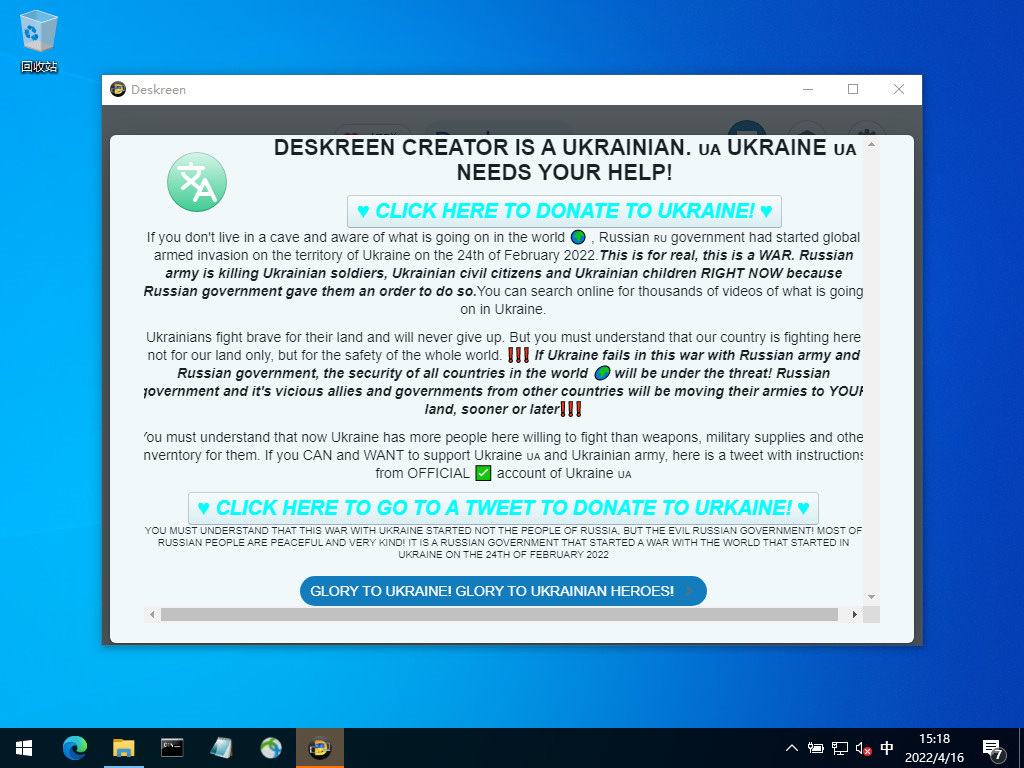 回收站
Deskreen
DESKREEN CREATOR IS A UKRAINIAN. UA UKRAINE UA
NEEDS YOUR HELP!
♥ CLICK HERE TO DONATE TO UKRAINE! ♥
If you don't live in a cave and aware of what is going on in the world 🌎 , Russian RU government had started global
armed invasion on the territory of Ukraine on the 24th of February 2022.This is for real, this is a WAR. Russian
army is killing Ukrainian soldiers, Ukrainian civil citizens and Ukrainian children RIGHT NOW because
Russian government gave them an order to do so.You can search online for thousands of videos of what is going
on in Ukraine.
Ukrainians fight brave for their land and will never give up. But you must understand that our country is fighting here
not for our land only, but for the safety of the whole world. ❗❗❗ If Ukraine fails in this war with Russian army and
Russian government, the security of all countries in the world 🌎 will be under the threat! Russian
government and it's vicious allies and governments from other countries will be moving their armies to YOUR
land, sooner or later❗❗❗
You must understand that now Ukraine has more people here willing to fight than weapons, military supplies and othe
inverntory for them. If you CAN and WANT to support Ukraine UA and Ukrainian army, here is a tweet with instructions
from OFFICIAL ✅ account of Ukraine UA
♥ CLICK HERE TO GO TO A TWEET TO DONATE TO URKAINE! ♥
YOU MUST UNDERSTAND THAT THIS WAR WITH UKRAINE STARTED NOT THE PEOPLE OF RUSSIA, BUT THE EVIL RUSSIAN GOVERNMENT! MOST OF
RUSSIAN PEOPLE ARE PEACEFUL AND VERY KIND! IT IS A RUSSIAN GOVERNMENT THAT STARTED A WAR WITH THE WORLD THAT STARTED IN
UKRAINE ON THE 24TH OF FEBRUARY 2022
GLORY TO UKRAINE! GLORY TO UKRAINIAN HEROES!
中
15:18
2022/4/16
7